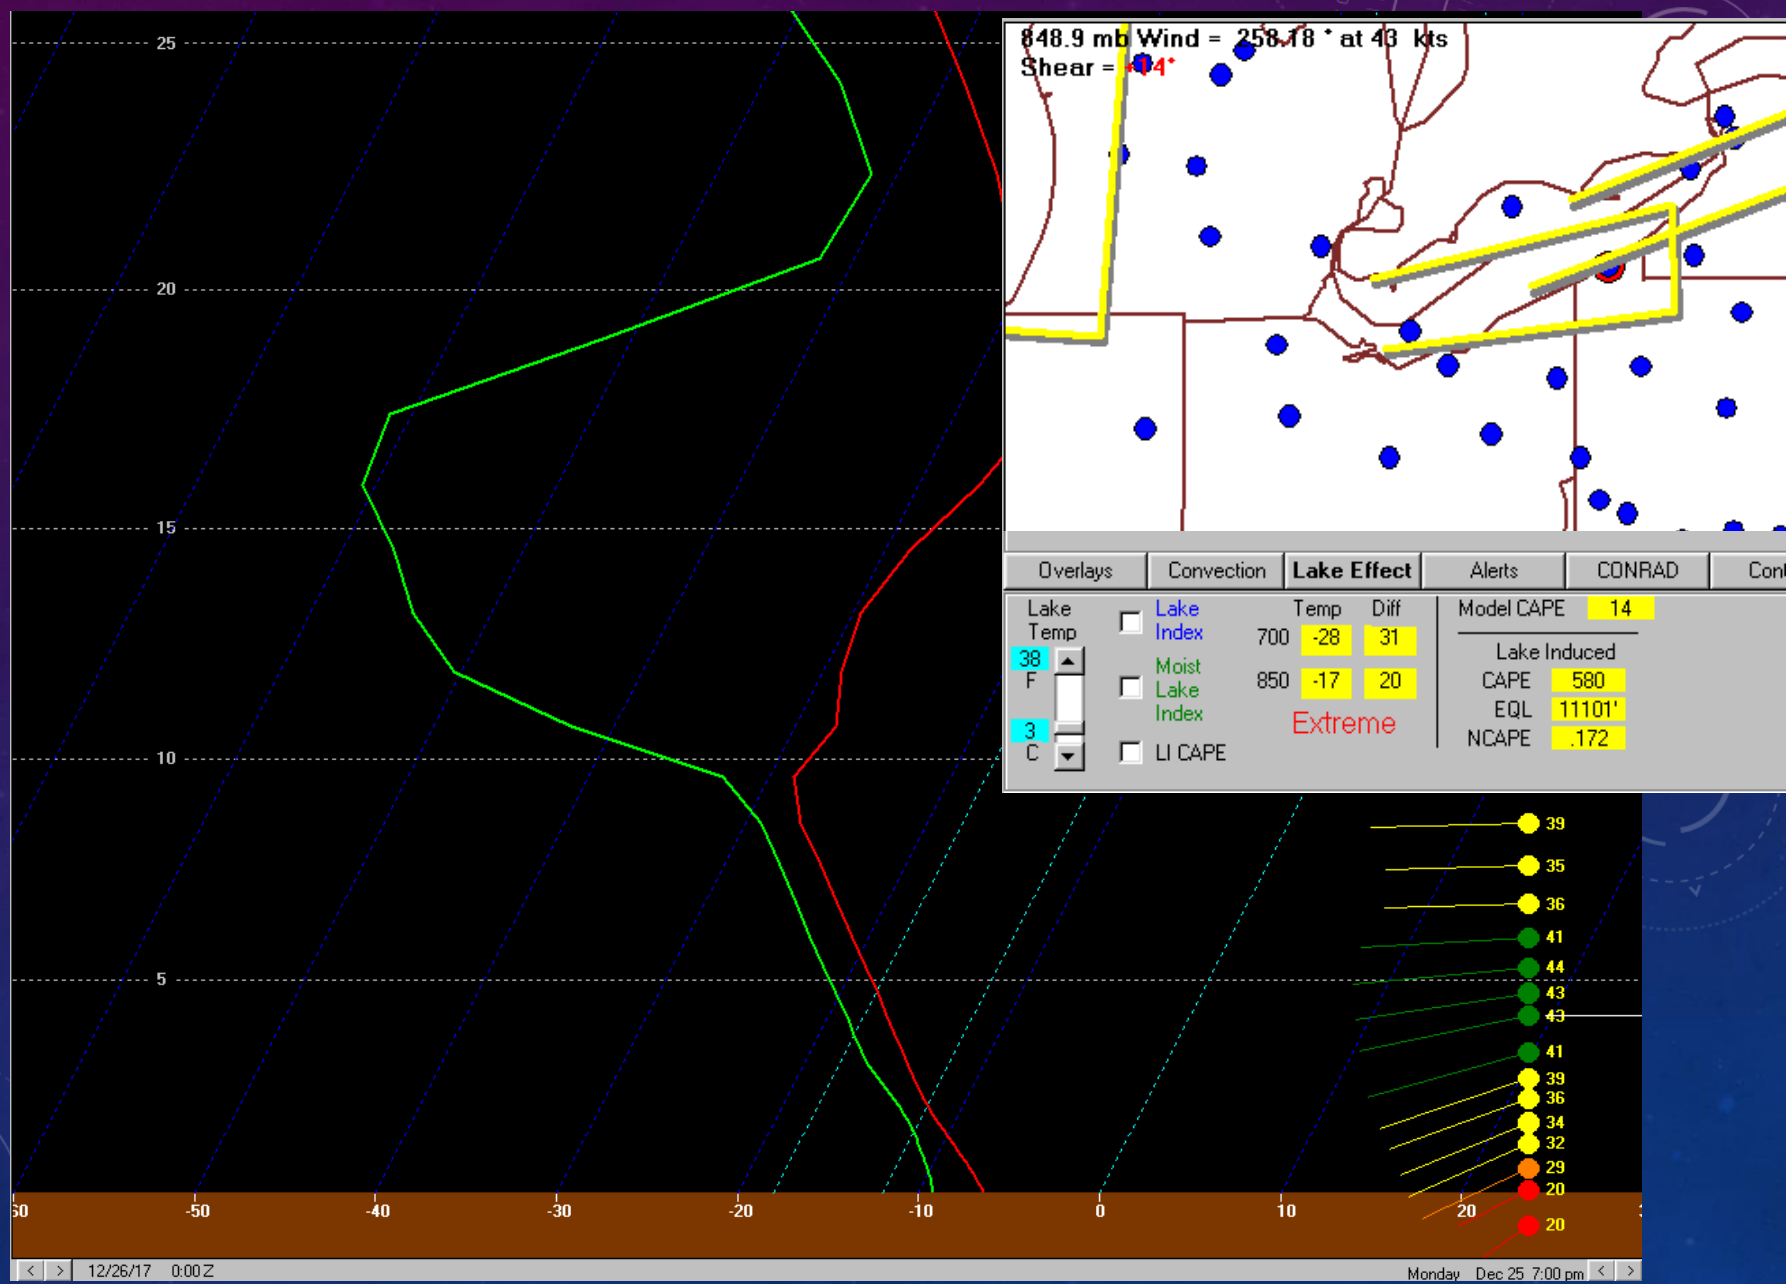 848.9 mb Wind = 258.18 ° at 43 kts
Shear = +14°
25
20
15
10
5
Overlays Convection Lake Effect Alerts CONRAD Cont
Lake Temp
38
F
3
C
Lake Index
Moist Lake Index
LI CAPE
Temp Diff
700 -28 31
850 -17 20
Extreme
Model CAPE 14
Lake Induced
CAPE 580
EQL 11101'
NCAPE .172
39
35
36
41
44
43
43
41
39
36
34
32
29
20
20
-50 -40 -30 -20 -10 0 10 20
< > 12/26/17 0:00 Z
Monday Dec 25 7:00 pm < >